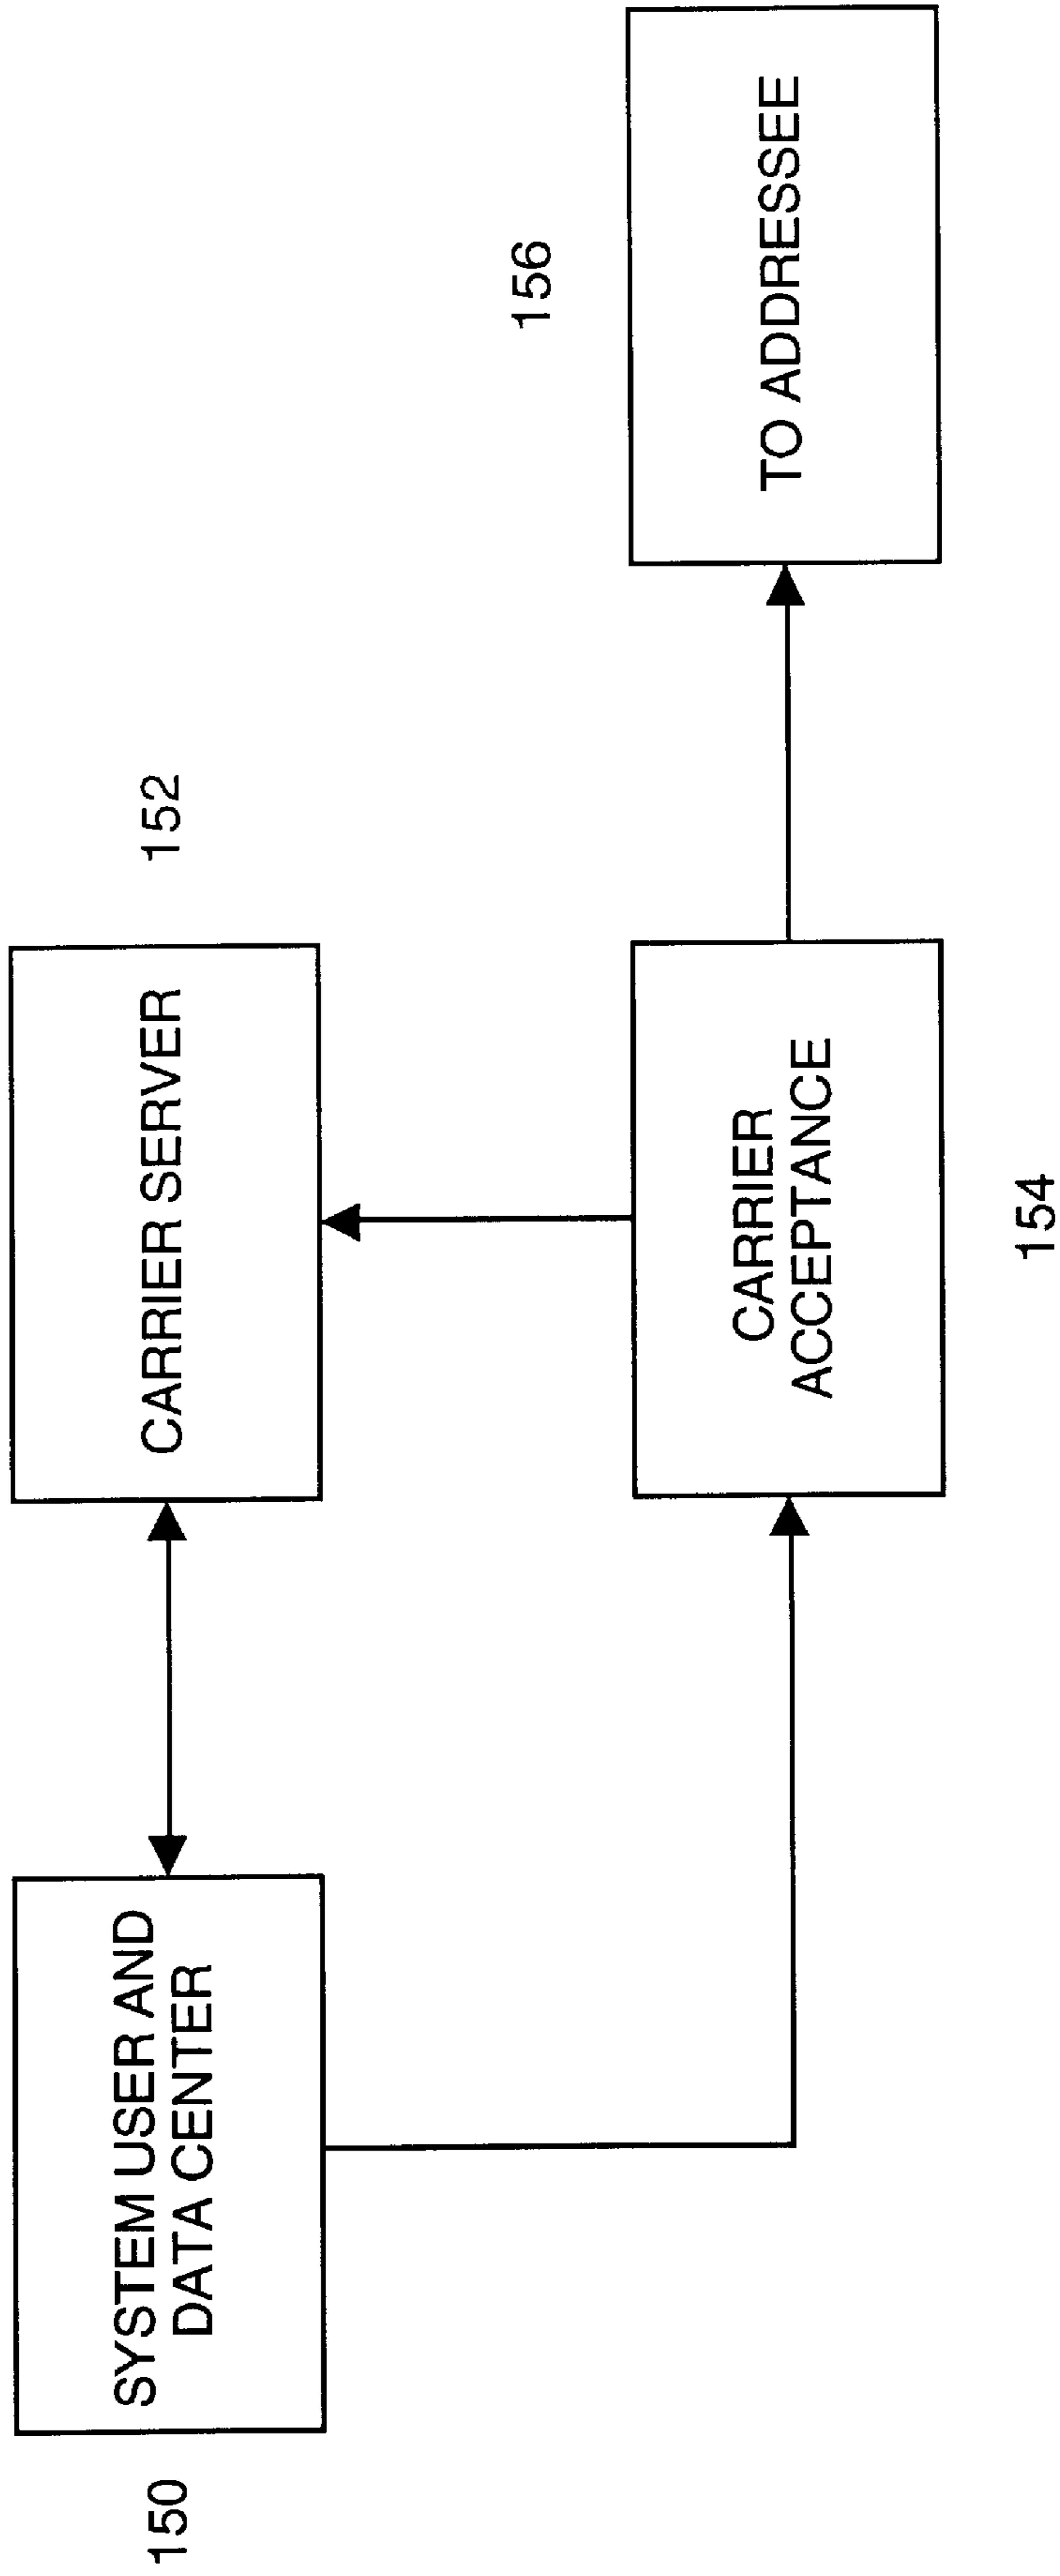 150
SYSTEM USER AND
DATA CENTER
CARRIER SERVER
152
CARRIER
ACCEPTANCE
154
156
TO ADDRESSEE